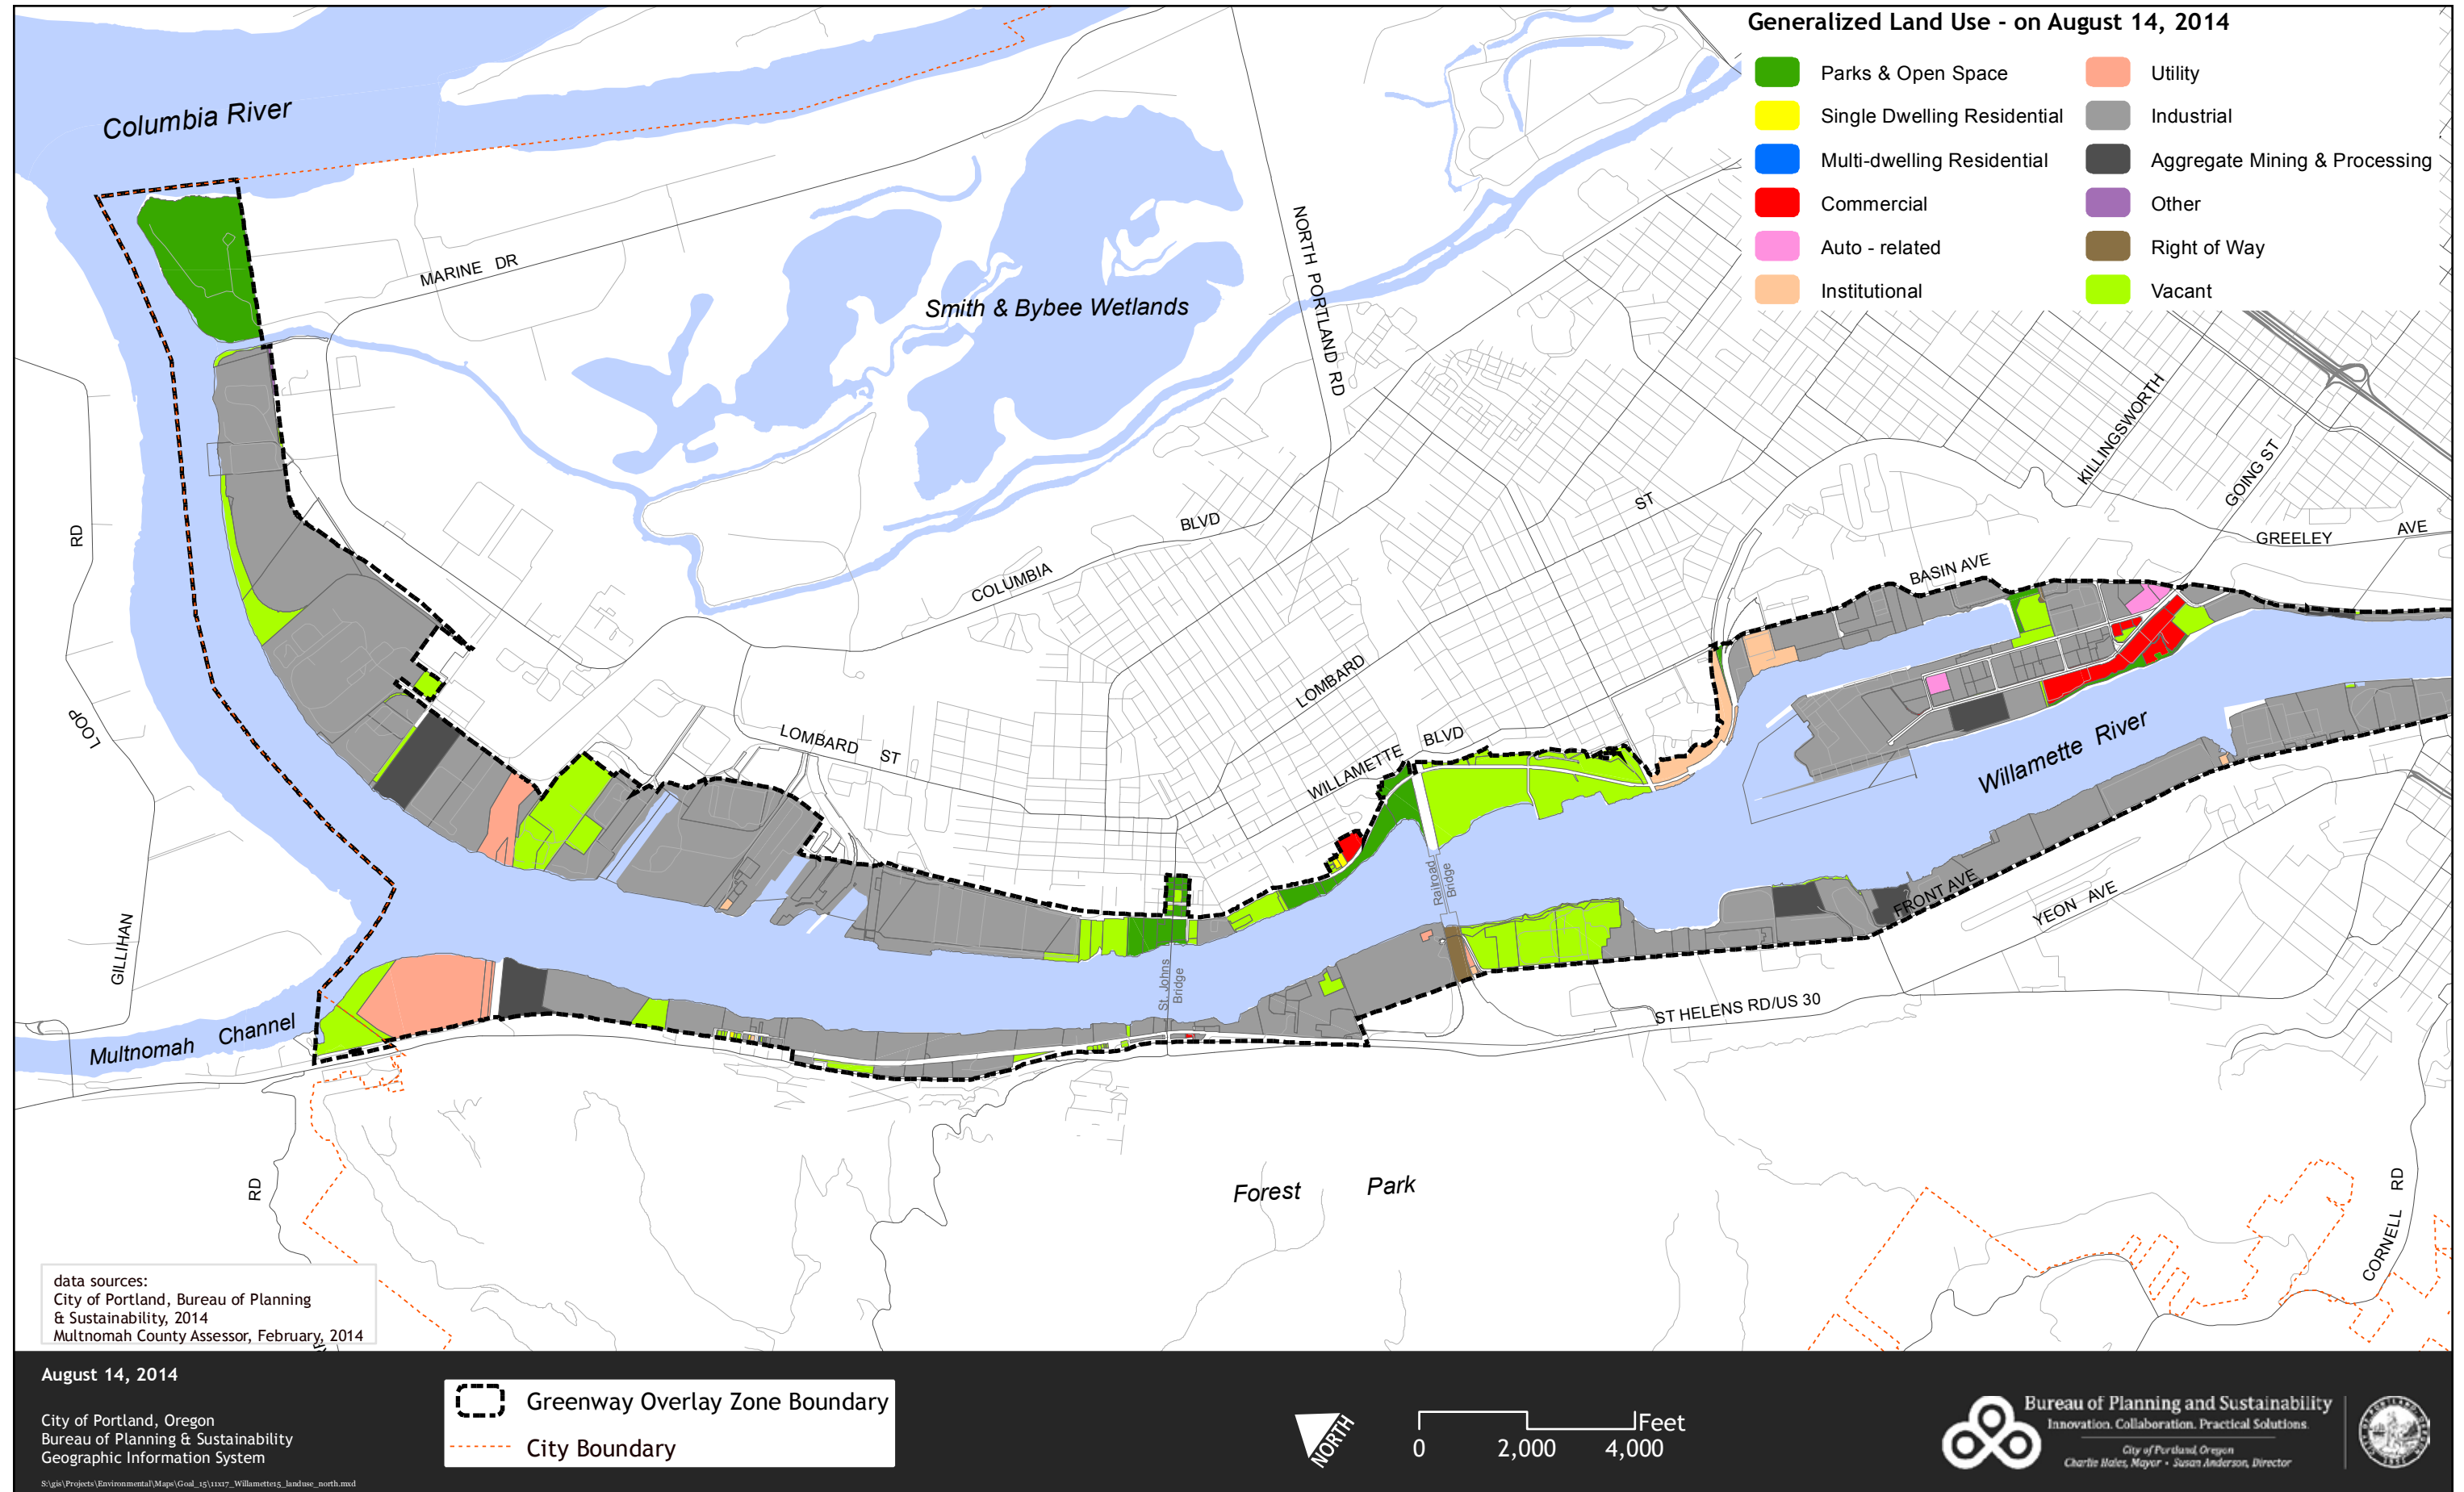 Generalized Land Use - on August 14, 2014
Parks & Open Space
Single Dwelling Residential
Multi-dwelling Residential
Commercial
Auto - related
Institutional
Utility
Industrial
Aggregate Mining & Processing
Other
Right of Way
Vacant
Columbia River
MARINE DR
Smith & Bybee Wetlands
NORTH PORTLAND RD
KILLINGSWORTH
GOING ST
GREELEY AVE
BASIN AVE
RD
LOOP
GILLIHAN
COLUMBIA BLVD
LOMBARD ST
LOMBARD ST
WILLAMETTE BLVD
Willamette River
Railroad
Bridge
St. Johns
Bridge
FRONT AVE
YEON AVE
ST HELENS RD/US 30
Multnomah Channel
RD
Forest Park
CORNELL RD
data sources:
City of Portland, Bureau of Planning
& Sustainability, 2014
Multnomah County Assessor, February, 2014
August 14, 2014
City of Portland, Oregon
Bureau of Planning & Sustainability
Geographic Information System
S:\gis\Projects\Environmental\Maps\Goal_15\11x17_Willamette15_landuse_north.mxd
Greenway Overlay Zone Boundary
City Boundary
NORTH
0 2,000 4,000 Feet
Bureau of Planning and Sustainability
Innovation. Collaboration. Practical Solutions.
City of Portland, Oregon
Charlie Hales, Mayor • Susan Anderson, Director